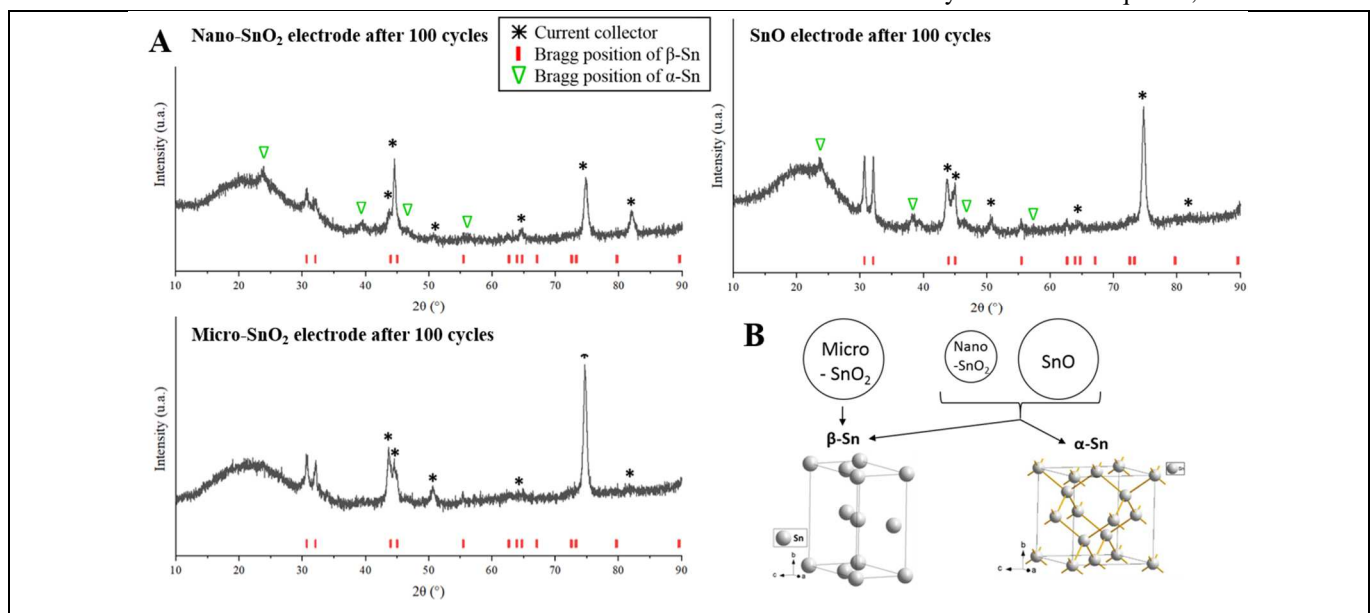 A
Nano-SnO₂ electrode after 100 cycles
Current collector
Bragg position of β-Sn
Bragg position of α-Sn
Intensity (u.a.)
10 20 30 40 50 60 70 80 90
2θ (°)
SnO electrode after 100 cycles
Intensity (u.a.)
10 20 30 40 50 60 70 80 90
2θ (°)
Micro-SnO₂ electrode after 100 cycles
Intensity (u.a.)
10 20 30 40 50 60 70 80 90
2θ (°)
B
Micro
- SnO₂
Nano
-SnO₂
SnO
β-Sn
α-Sn
Sn
b
c
a
b
c
a